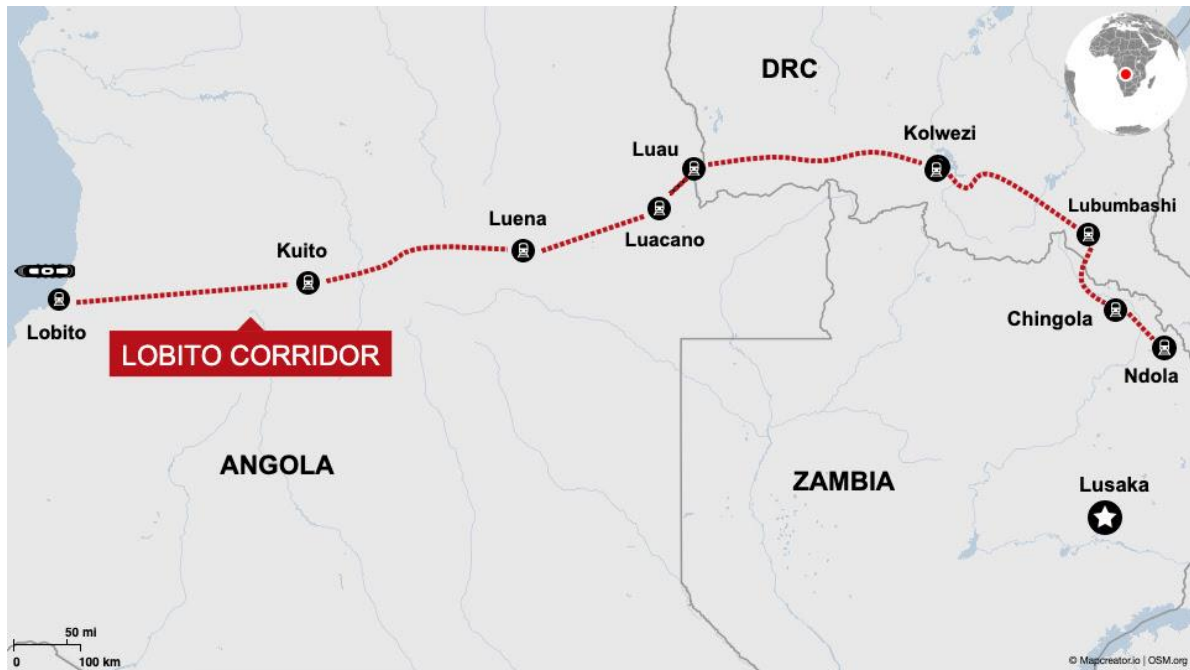 DRC
Kolwezi
Luau
Lubumbashi
Luena
Luacano
Kuito
Lobito
Chingola
LOBITO CORRIDOR
Ndola
ANGOLA
ZAMBIA
Lusaka
50 mi
0 100 km
© Mapcreator.io | OSM.org